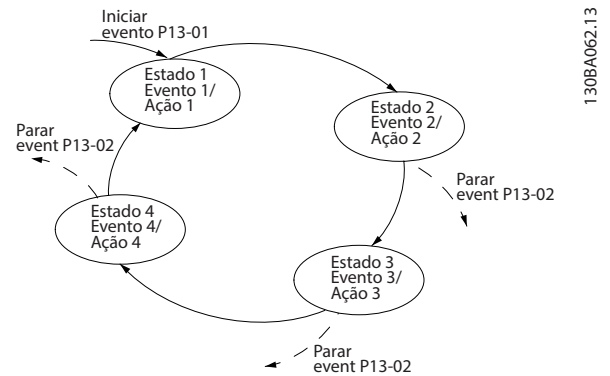 Iniciar
evento P13-01
130BA062.13
Estado 1
Evento 1/
Ação 1
Estado 2
Evento 2/
Ação 2
Parar
event P13-02
Parar
event P13-02
Estado 4
Evento 4/
Ação 4
Estado 3
Evento 3/
Ação 3
Parar
event P13-02